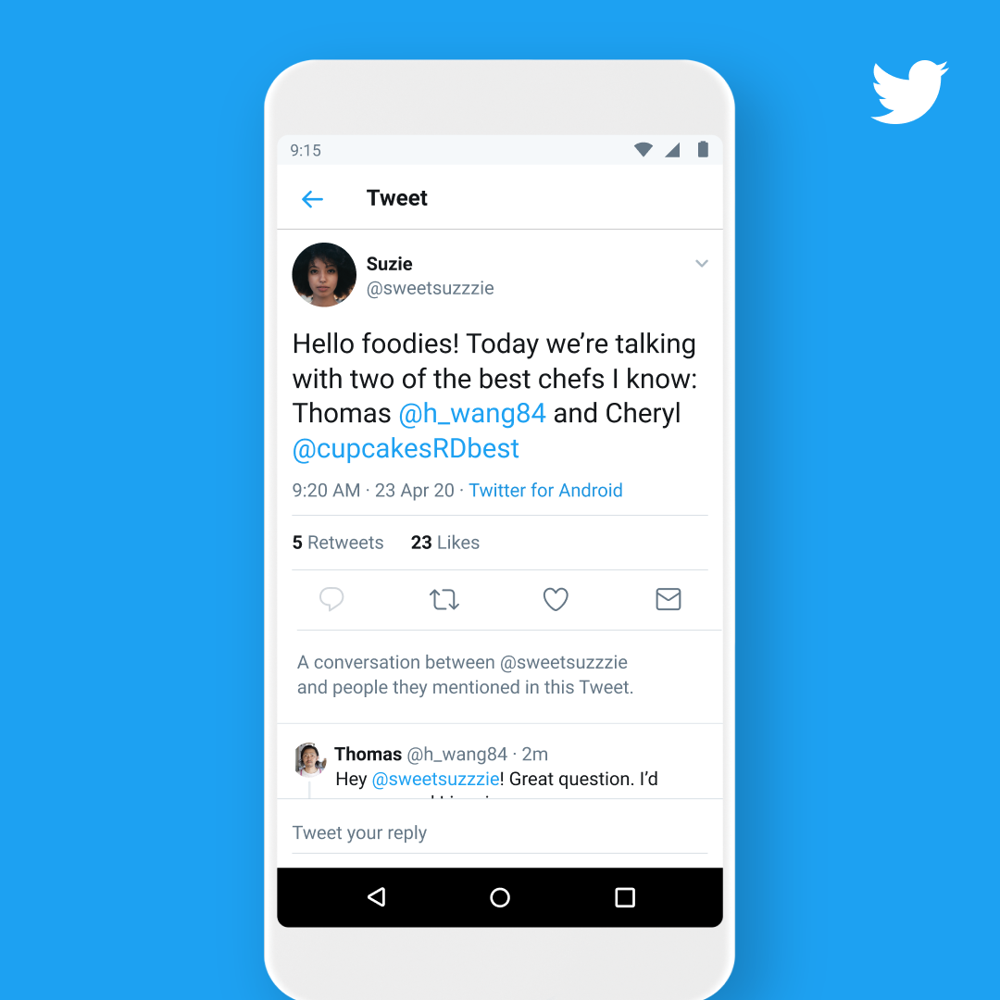 9:15
Tweet
Suzie
@sweetsuzzzie
Hello foodies! Today we’re talking
with two of the best chefs I know:
Thomas @h_wang84 and Cheryl
@cupcakesRDbest
9:20 AM · 23 Apr 20 · Twitter for Android
5 Retweets 23 Likes
A conversation between @sweetsuzzzie
and people they mentioned in this Tweet.
Thomas @h_wang84 · 2m
Hey @sweetsuzzzie! Great question. I’d
Tweet your reply